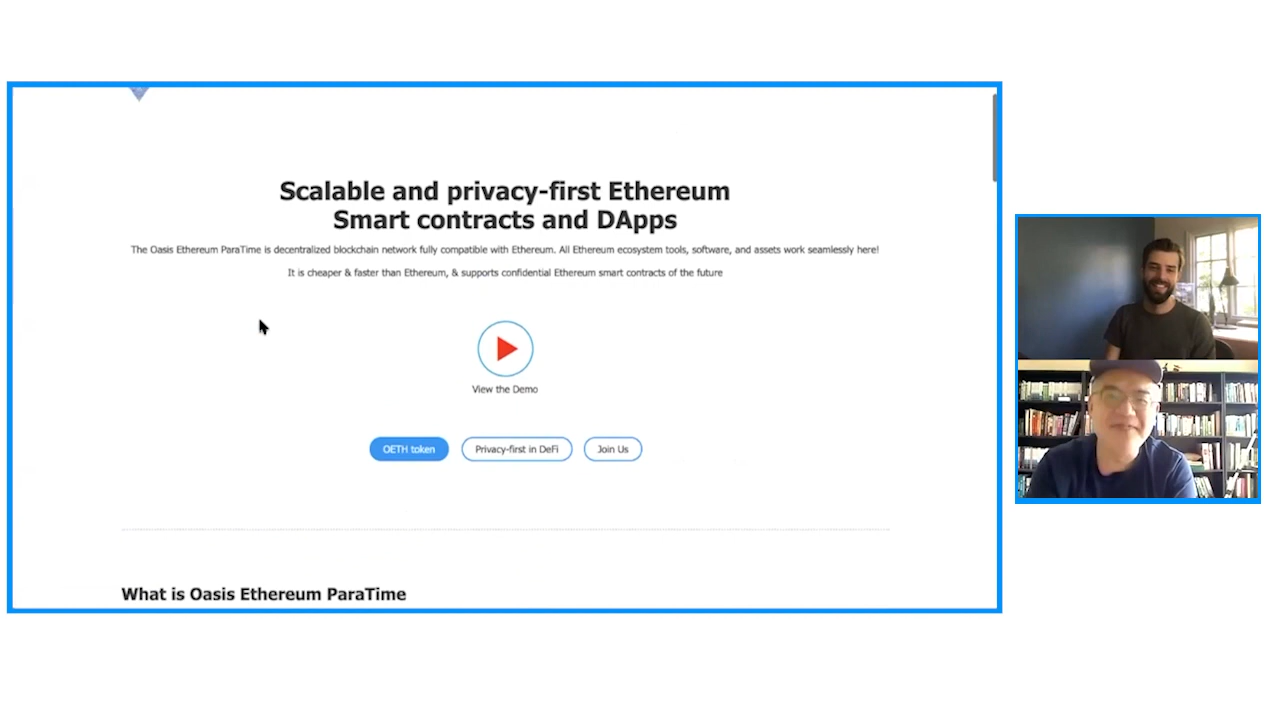 Scalable and privacy-first Ethereum
Smart contracts and DApps
The Oasis Ethereum ParaTime is decentralized blockchain network fully compatible with Ethereum. All Ethereum ecosystem tools, software, and assets work seamlessly here!
It is cheaper & faster than Ethereum, & supports confidential Ethereum smart contracts of the future
View the Demo
OETH token Privacy-first in DeFi Join Us
What is Oasis Ethereum ParaTime